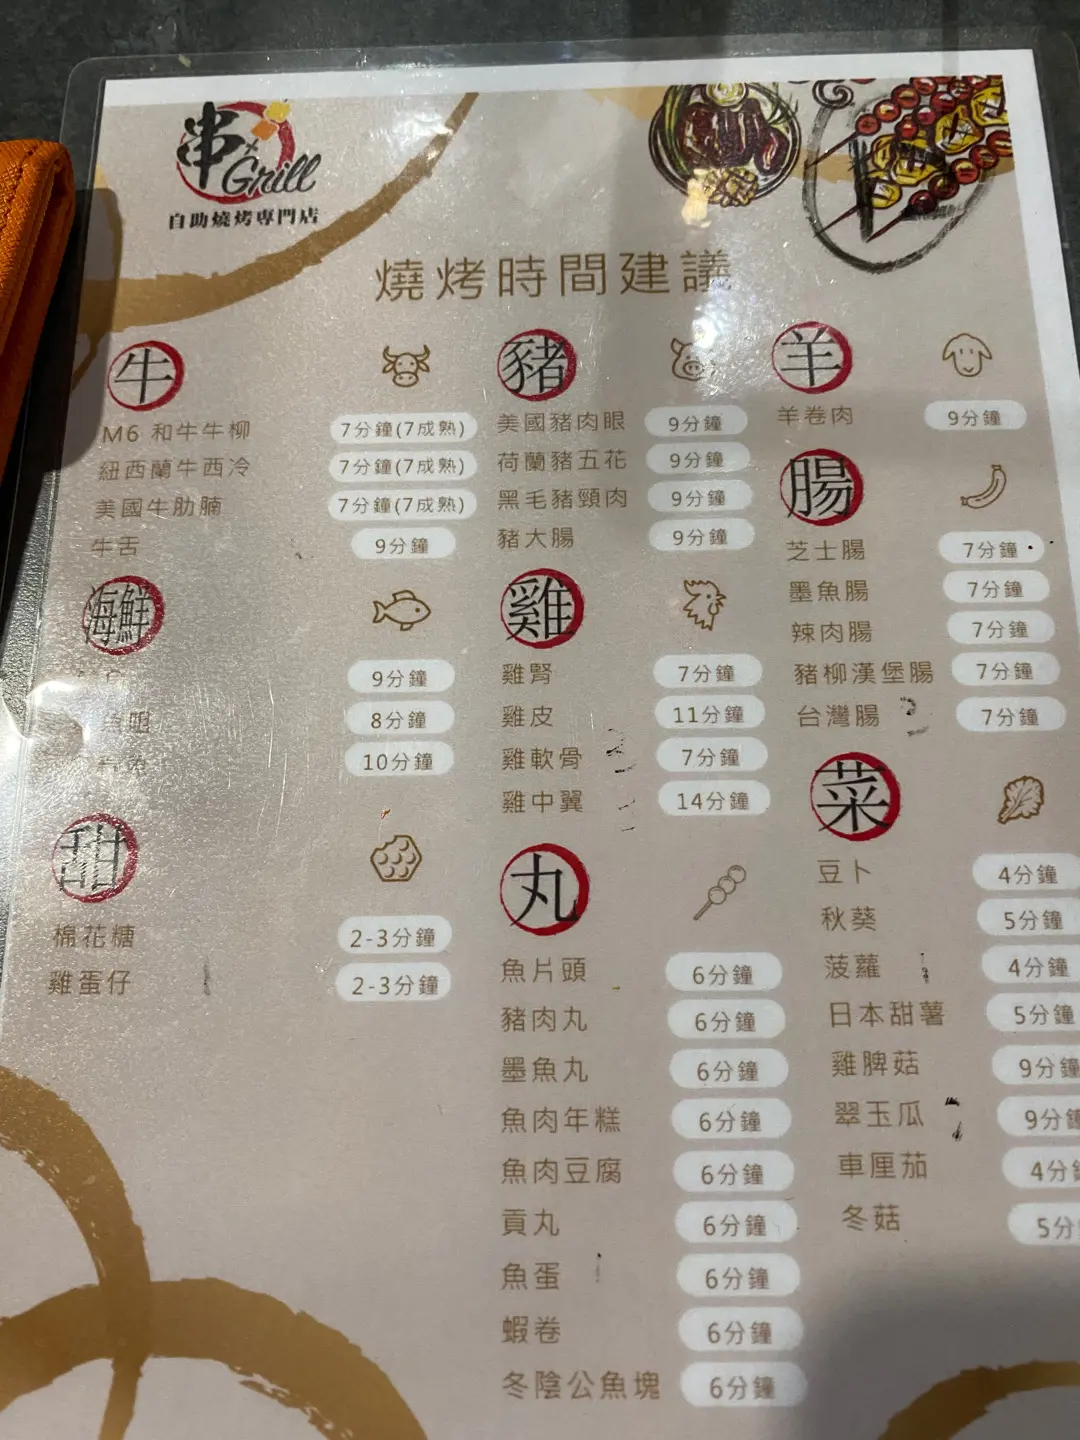 串
Grill
自助燒烤專門店
燒烤時間建議
牛
M6 和牛牛柳 7分鐘(7成熟)
紐西蘭牛西冷 7分鐘(7成熟)
美國牛肋腩 7分鐘(7成熟)
牛舌 9分鐘
海鮮
9分鐘
8分鐘
10分鐘
甜
棉花糖 2-3分鐘
雞蛋仔 2-3分鐘
豬
美國豬肉眼 9分鐘
荷蘭豬五花 9分鐘
黑毛豬頸肉 9分鐘
豬大腸 9分鐘
雞
雞腎 7分鐘
雞皮 11分鐘
雞軟骨 7分鐘
雞中翼 14分鐘
丸
魚片頭 6分鐘
豬肉丸 6分鐘
墨魚丸 6分鐘
魚肉年糕 6分鐘
魚肉豆腐 6分鐘
貢丸 6分鐘
魚蛋 6分鐘
蝦卷 6分鐘
冬陰公魚塊 6分鐘
羊
羊卷肉 9分鐘
腸
芝士腸 7分鐘
墨魚腸 7分鐘
辣肉腸 7分鐘
豬柳漢堡腸 7分鐘
台灣腸 7分鐘
菜
豆卜 4分鐘
秋葵 5分鐘
菠蘿 4分鐘
日本甜薯 5分鐘
雞脾菇 9分鐘
翠玉瓜 9分鐘
車厘茄 4分
冬菇 5分